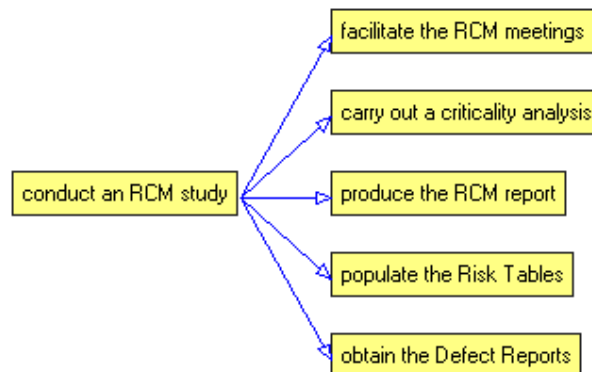 facilitate the RCM meetings
carry out a criticality analysis
conduct an RCM study
produce the RCM report
populate the Risk Tables
obtain the Defect Reports